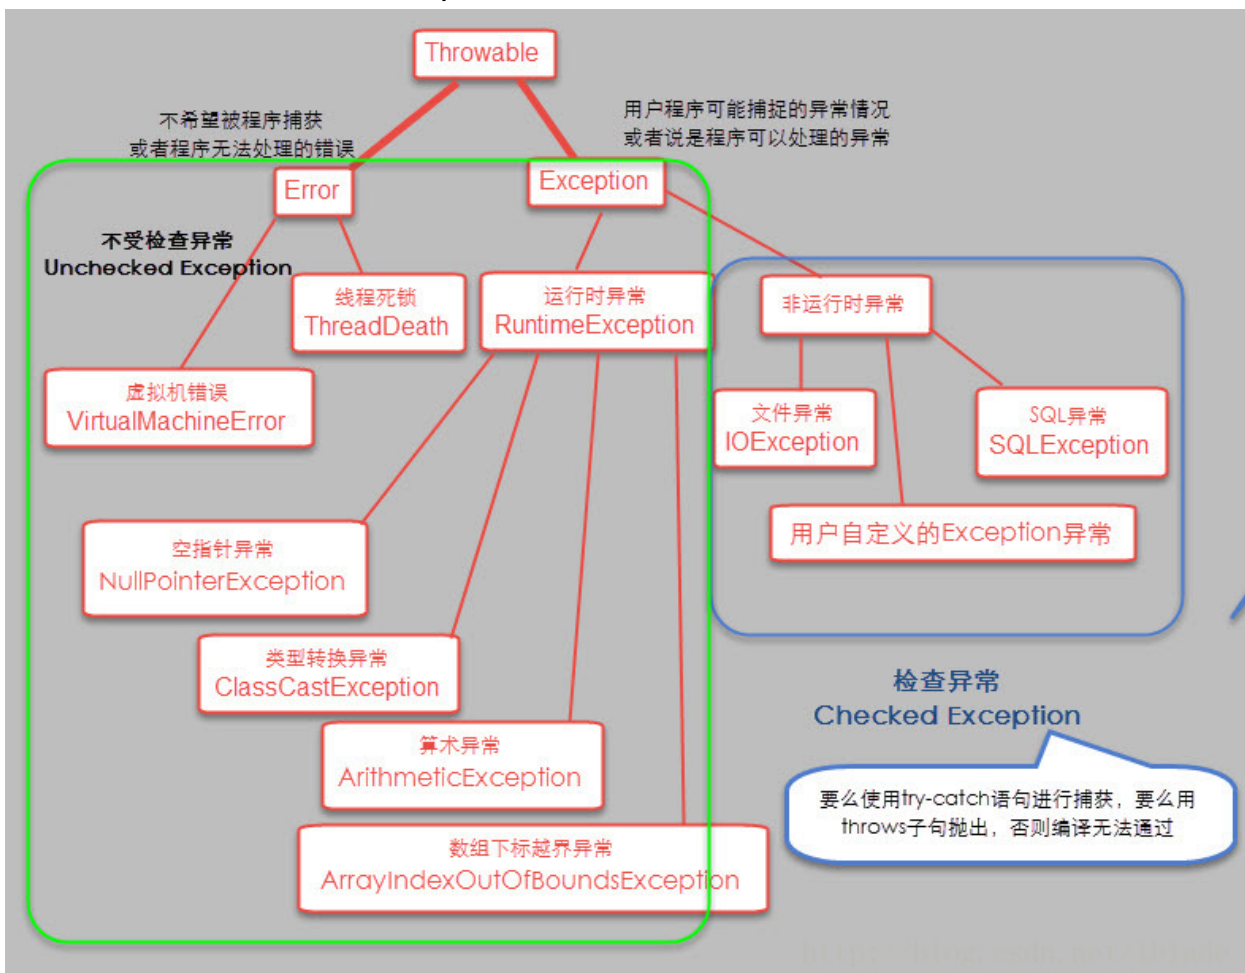 Throwable
不希望被程序捕获
或者程序无法处理的错误
用户程序可能捕捉的异常情况
或者说是程序可以处理的异常
Error
Exception
不受检查异常
Unchecked Exception
线程死锁
ThreadDeath
运行时异常
RuntimeException
非运行时异常
虚拟机错误
VirtualMachineError
文件异常
IOException
SQL异常
SQLException
空指针异常
NullPointerException
用户自定义的Exception异常
类型转换异常
ClassCastException
检查异常
Checked Exception
算术异常
ArithmeticException
要么使用try-catch语句进行捕获，要么用
throws子句抛出，否则编译无法通过
数组下标越界异常
ArrayIndexOutOfBoundsException